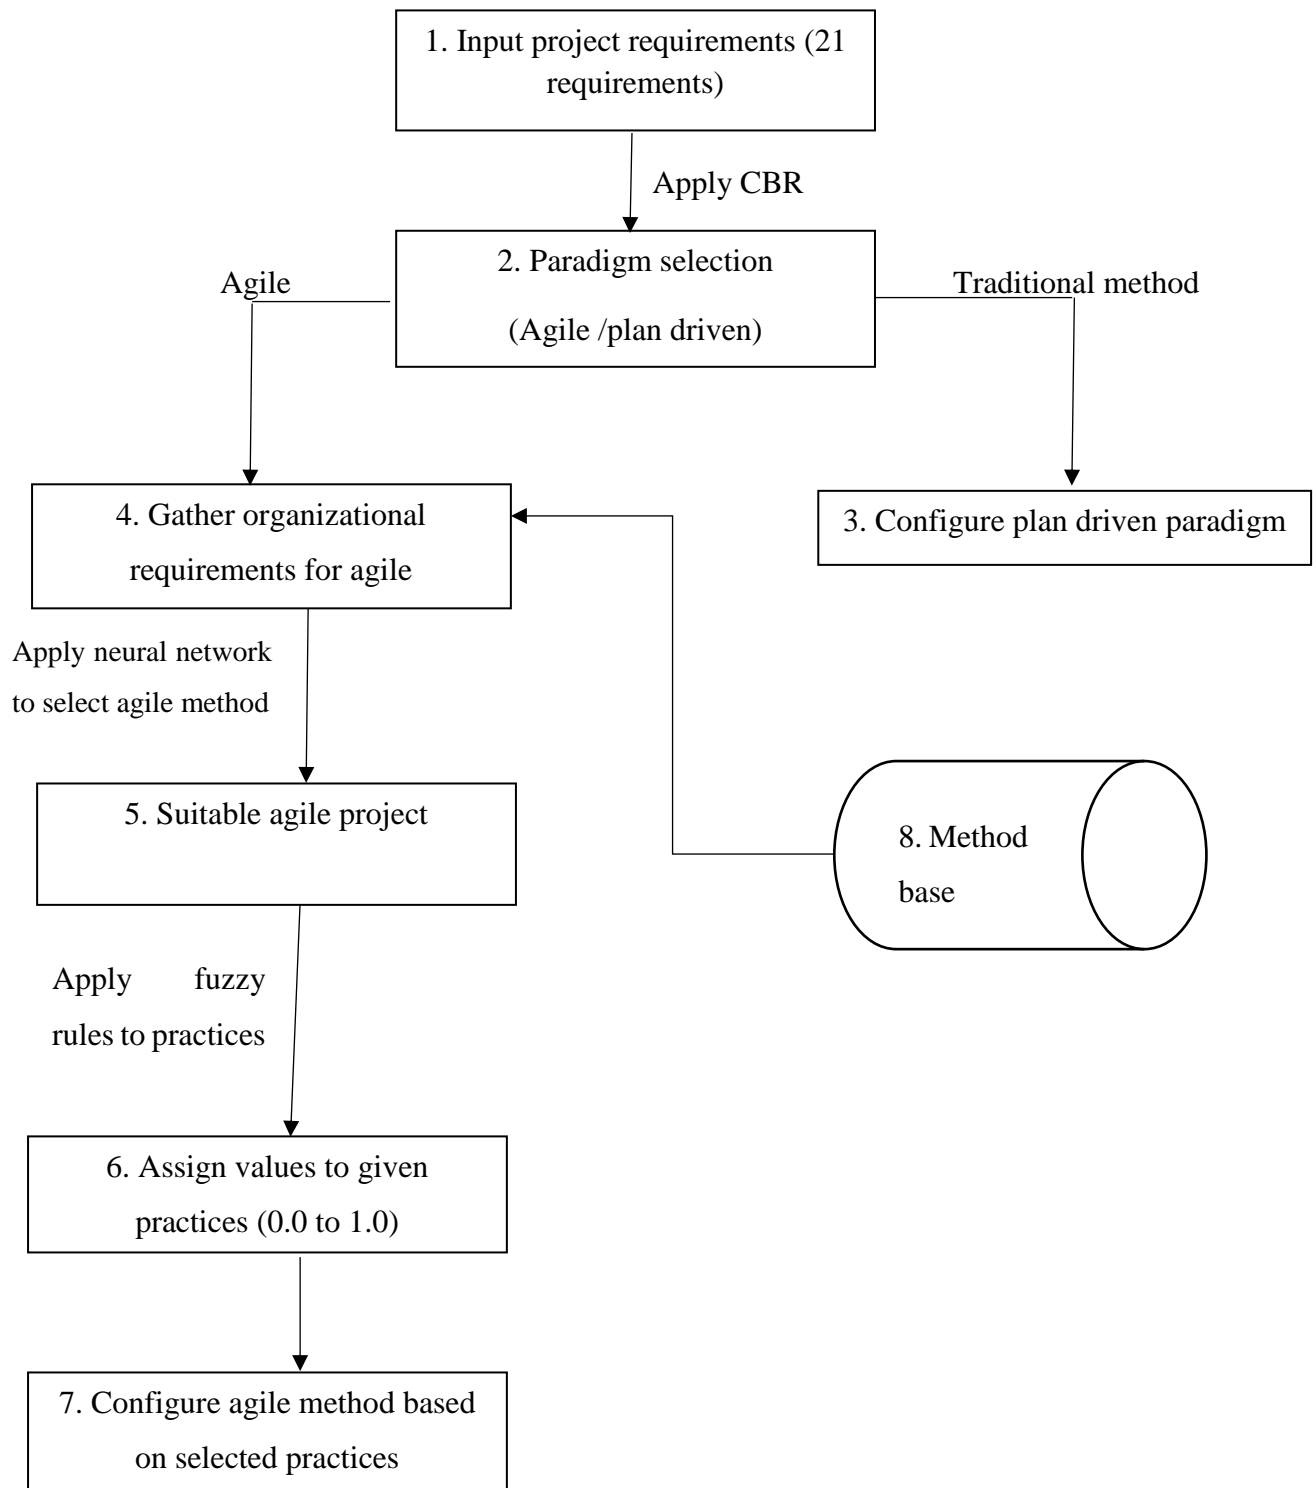 1. Input project requirements (21
requirements)
Apply CBR
2. Paradigm selection
(Agile /plan driven)
Agile
Traditional method
4. Gather organizational
requirements for agile
3. Configure plan driven paradigm
Apply neural network
to select agile method
5. Suitable agile project
8. Method
base
Apply fuzzy
rules to practices
6. Assign values to given
practices (0.0 to 1.0)
7. Configure agile method based
on selected practices